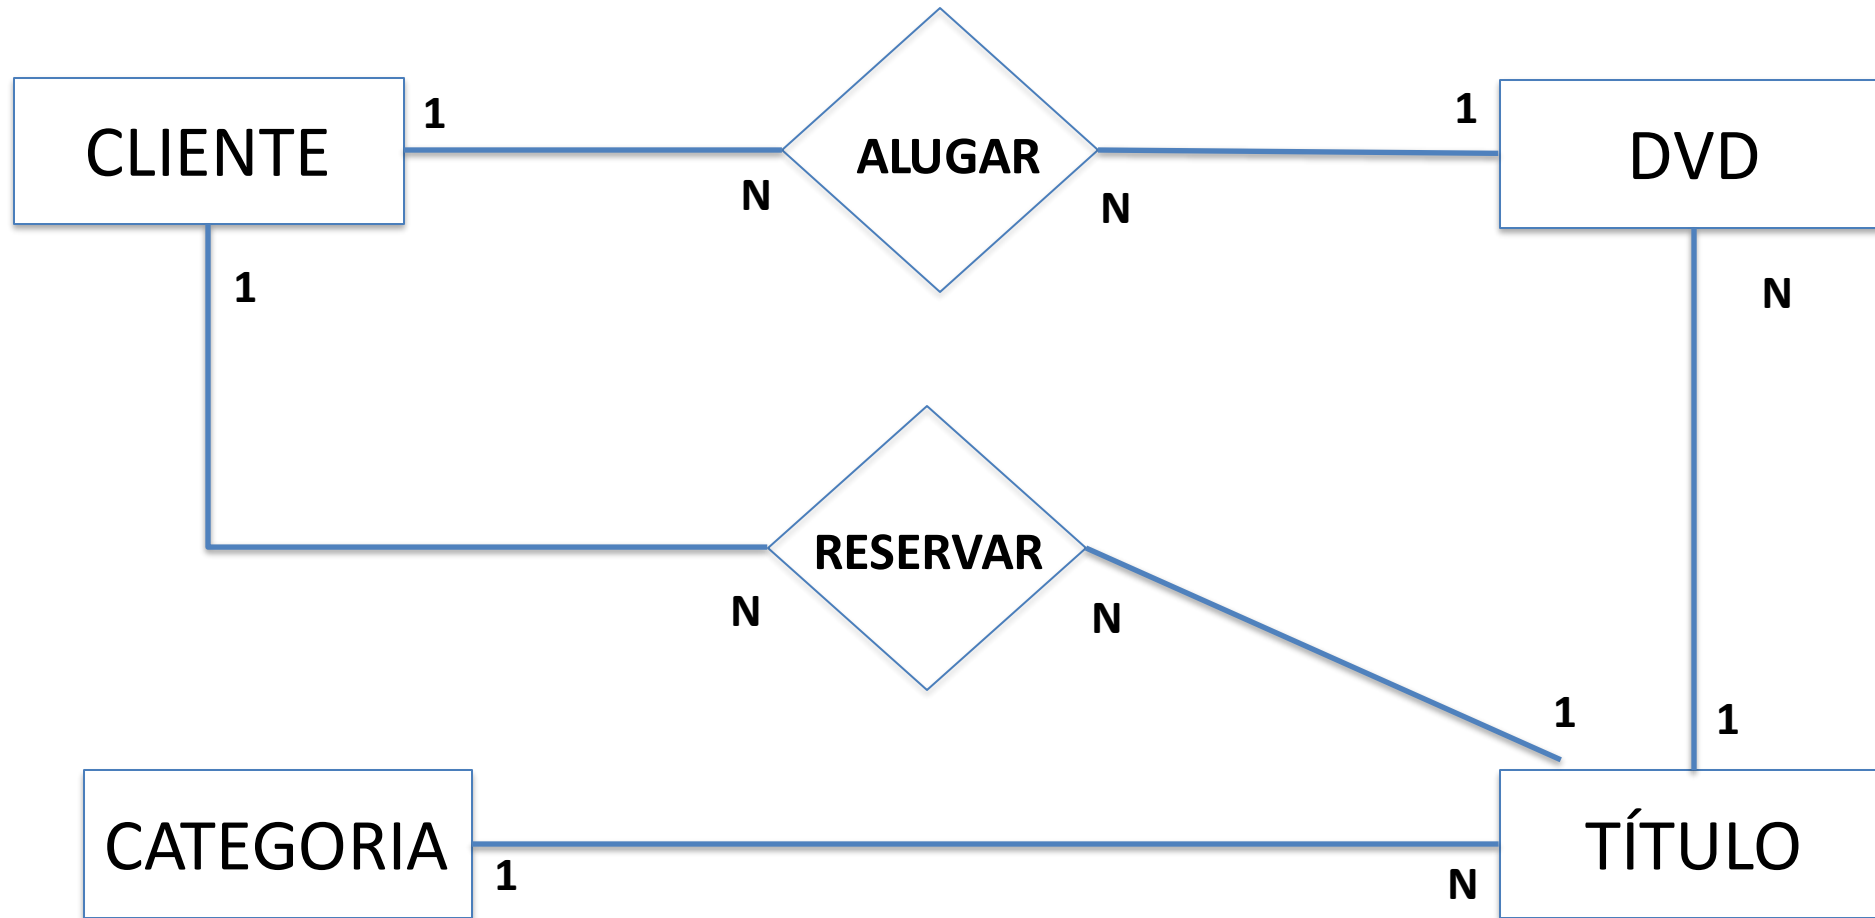 CLIENTE
1
N
ALUGAR
N
1
DVD
1
N
N
RESERVAR
N
1
1
CATEGORIA
1
N
TÍTULO